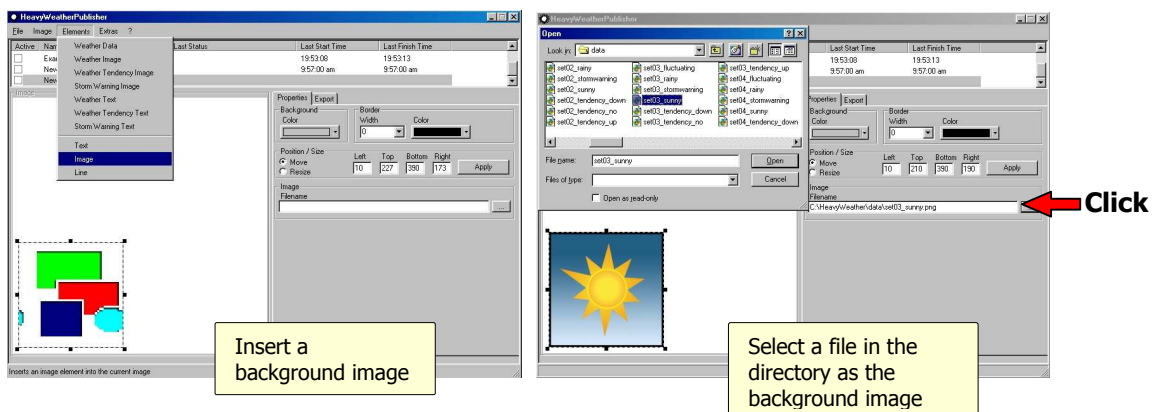 HeavyWeatherPublisher
File Image Elements Extras ?
Active Nam Last Status Last Start Time Last Finish Time
Exa 19:53:08 19:53:13
New 9:57:00 am 9:57:00 am
New
Weather Data
Weather Image
Weather Tendency Image
Storm Warning Image
Weather Text
Weather Tendency Text
Storm Warning Text
Text
Image
Line
Image
Properties Export
Background Border
Color Width Color
0
Position / Size
Move
Resize
Left Top Bottom Right
10 227 390 173 Apply
Image
Filename
...
Inserts an image element into the current image
Insert a
background image
HeavyWeatherPublisher
Open
Look in: data
set02_rainy set03_fluctuating set03_tendency_up
set02_stormwarning set03_rainy set04_fluctuating
set02_sunny set03_stormwarning set04_rainy
set02_tendency_down set03_sunny set04_stormwarning
set02_tendency_no set03_tendency_down set04_sunny
set02_tendency_up set03_tendency_no set04_tendency_down
File name: set03_sunny Open
Files of type: Cancel
Open as read-only
Last Start Time Last Finish Time
19:53:08 19:53:13
9:57:00 am 9:57:00 am
Properties Export
Background Border
Color Width Color
0
Position / Size
Move
Resize
Left Top Bottom Right
10 210 390 190 Apply
Image
Filename
C:\HeavyWeather\data\set03_sunny.png
Click
Select a file in the
directory as the
background image